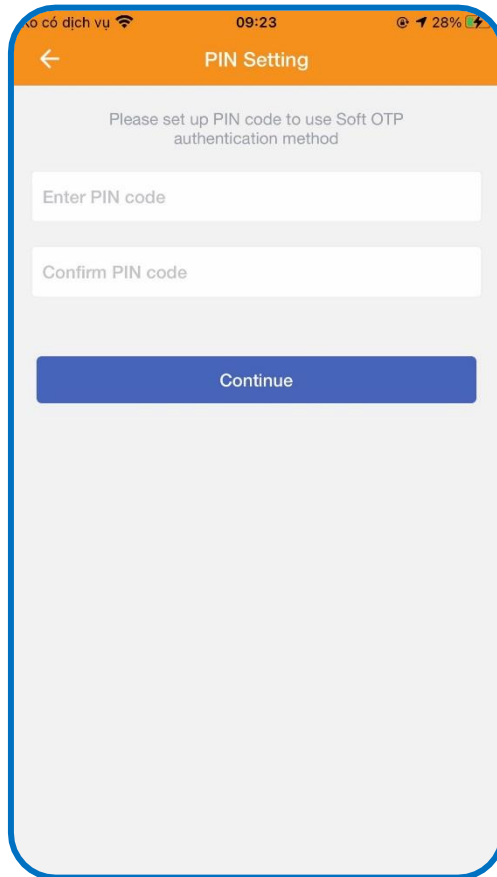 có dịch vụ 09:23 28%
PIN Setting
Please set up PIN code to use Soft OTP
authentication method
Enter PIN code
Confirm PIN code
Continue